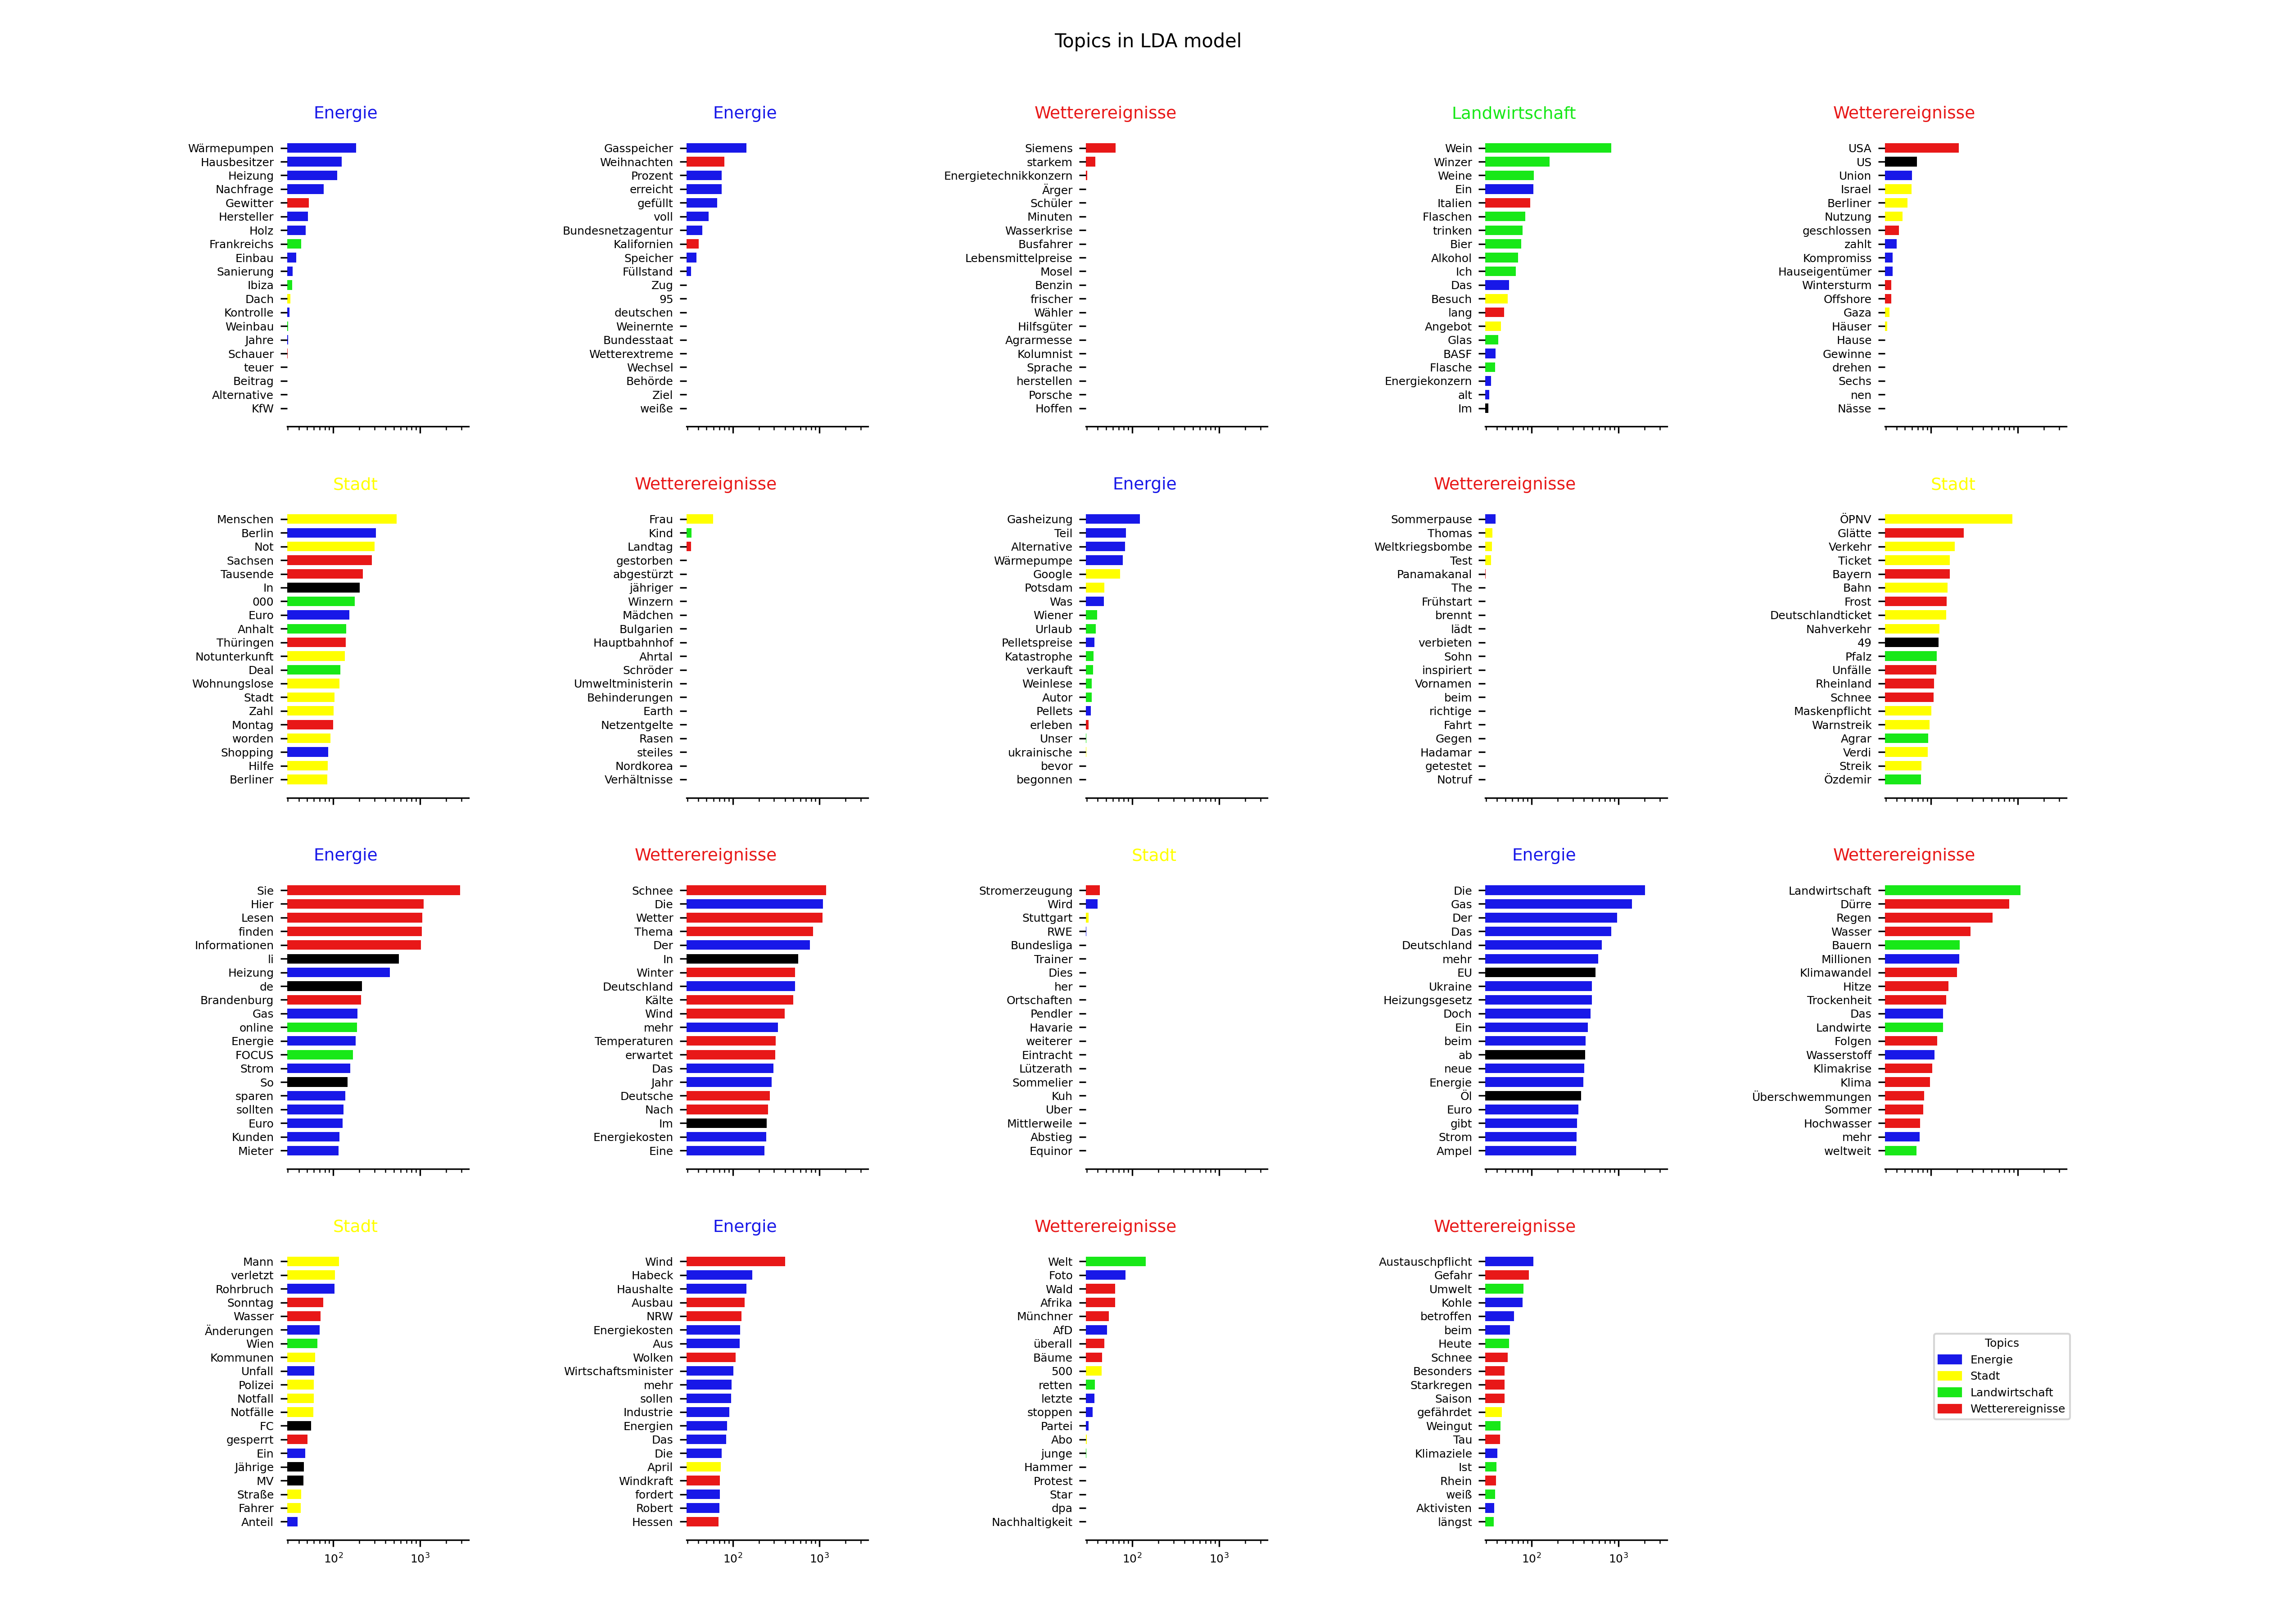 Topics in LDA model
Energie
Wärmepumpen
Hausbesitzer
Heizung
Nachfrage
Gewitter
Hersteller
Holz
Frankreichs
Einbau
Sanierung
Ibiza
Dach
Kontrolle
Weinbau
Jahre
Schauer
teuer
Beitrag
Alternative
KfW
Energie
Gasspeicher
Weihnachten
Prozent
erreicht
gefüllt
voll
Bundesnetzagentur
Kalifornien
Speicher
Füllstand
Zug
95
deutschen
Weinernte
Bundesstaat
Wetterextreme
Wechsel
Behörde
Ziel
weiße
Wetterereignisse
Siemens
starkem
Energietechnikkonzern
Ärger
Schüler
Minuten
Wasserkrise
Busfahrer
Lebensmittelpreise
Mosel
Benzin
frischer
Wähler
Hilfsgüter
Agrarmesse
Kolumnist
Sprache
herstellen
Porsche
Hoffen
Landwirtschaft
Wein
Winzer
Weine
Ein
Italien
Flaschen
trinken
Bier
Alkohol
Ich
Das
Besuch
lang
Angebot
Glas
BASF
Flasche
Energiekonzern
alt
Im
Wetterereignisse
USA
US
Union
Israel
Berliner
Nutzung
geschlossen
zahlt
Kompromiss
Hauseigentümer
Wintersturm
Offshore
Gaza
Häuser
Hause
Gewinne
drehen
Sechs
nen
Nässe
Stadt
Menschen
Berlin
Not
Sachsen
Tausende
In
000
Euro
Anhalt
Thüringen
Notunterkunft
Deal
Wohnungslose
Stadt
Zahl
Montag
worden
Shopping
Hilfe
Berliner
Wetterereignisse
Frau
Kind
Landtag
gestorben
abgestürzt
jähriger
Winzern
Mädchen
Bulgarien
Hauptbahnhof
Ahrtal
Schröder
Umweltministerin
Behinderungen
Earth
Netzentgelte
Rasen
steiles
Nordkorea
Verhältnisse
Energie
Gasheizung
Teil
Alternative
Wärmepumpe
Google
Potsdam
Was
Wiener
Urlaub
Pelletspreise
Katastrophe
verkauft
Weinlese
Autor
Pellets
erleben
Unser
ukrainische
bevor
begonnen
Wetterereignisse
Sommerpause
Thomas
Weltkriegsbombe
Test
Panamakanal
The
Frühstart
brennt
lädt
verbieten
Sohn
inspiriert
Vornamen
beim
richtige
Fahrt
Gegen
Hadamar
getestet
Notruf
Stadt
ÖPNV
Glätte
Verkehr
Ticket
Bayern
Bahn
Frost
Deutschlandticket
Nahverkehr
49
Pfalz
Unfälle
Rheinland
Schnee
Maskenpflicht
Warnstreik
Agrar
Verdi
Streik
Özdemir
Energie
Sie
Hier
Lesen
finden
Informationen
li
Heizung
de
Brandenburg
Gas
online
Energie
FOCUS
Strom
So
sparen
sollten
Euro
Kunden
Mieter
Wetterereignisse
Schnee
Die
Wetter
Thema
Der
In
Winter
Deutschland
Kälte
Wind
mehr
Temperaturen
erwartet
Das
Jahr
Deutsche
Nach
Im
Energiekosten
Eine
Stadt
Stromerzeugung
Wird
Stuttgart
RWE
Bundesliga
Trainer
Dies
her
Ortschaften
Pendler
Havarie
weiterer
Eintracht
Lützerath
Sommelier
Kuh
Uber
Mittlerweile
Abstieg
Equinor
Energie
Die
Gas
Der
Das
Deutschland
mehr
EU
Ukraine
Heizungsgesetz
Doch
Ein
beim
ab
neue
Energie
Öl
Euro
gibt
Strom
Ampel
Wetterereignisse
Landwirtschaft
Dürre
Regen
Wasser
Bauern
Millionen
Klimawandel
Hitze
Trockenheit
Das
Landwirte
Folgen
Wasserstoff
Klimakrise
Klima
Überschwemmungen
Sommer
Hochwasser
mehr
weltweit
Stadt
Mann
verletzt
Rohrbruch
Sonntag
Wasser
Änderungen
Wien
Kommunen
Unfall
Polizei
Notfall
Notfälle
FC
gesperrt
Ein
Jährige
MV
Straße
Fahrer
Anteil
10² 10³
Energie
Wind
Habeck
Haushalte
Ausbau
NRW
Energiekosten
Aus
Wolken
Wirtschaftsminister
mehr
sollen
Industrie
Energien
Das
Die
April
Windkraft
fordert
Robert
Hessen
10² 10³
Wetterereignisse
Welt
Foto
Wald
Afrika
Münchner
AfD
überall
Bäume
500
retten
letzte
stoppen
Partei
Abo
junge
Hammer
Protest
Star
dpa
Nachhaltigkeit
10² 10³
Wetterereignisse
Austauschpflicht
Gefahr
Umwelt
Kohle
betroffen
beim
Heute
Schnee
Besonders
Starkregen
Saison
gefährdet
Weingut
Tau
Klimaziele
Ist
Rhein
weiß
Aktivisten
längst
10² 10³
Topics
Energie
Stadt
Landwirtschaft
Wetterereignisse